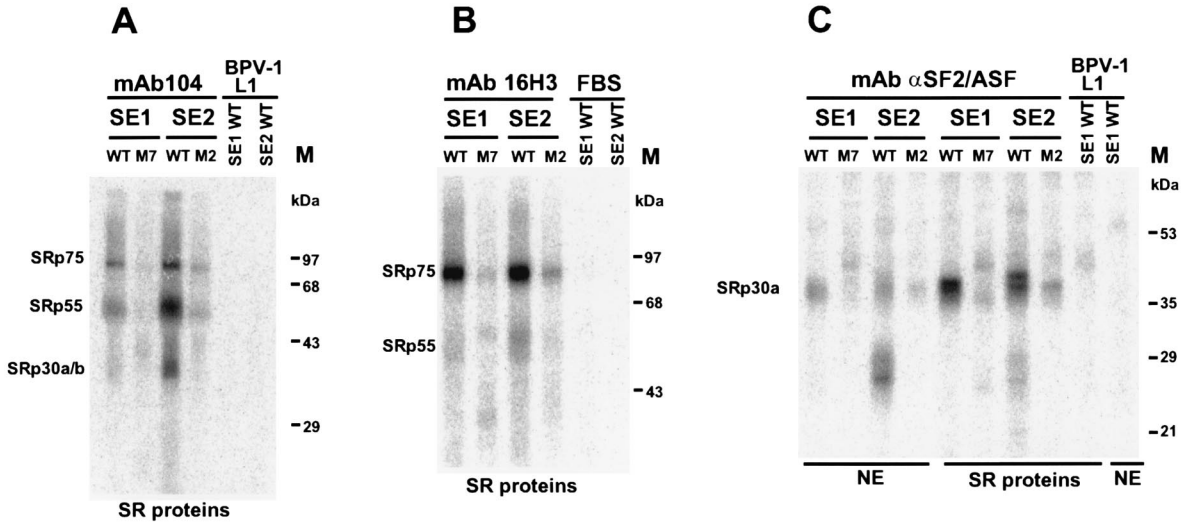 A
mAb104
BPV-1
L1
SE1 SE2
WT M7 WT M2 SE1 WT SE2 WT
M
kDa
SRp75
97
68
SRp55
43
SRp30a/b
29
SR proteins
B
mAb 16H3 FBS
SE1 SE2
WT M7 WT M2 SE1 WT SE2 WT
M
kDa
97
SRp75
68
SRp55
43
SR proteins
C
mAb αSF2/ASF
BPV-1
L1
SE1 SE2 SE1 SE2
WT M7 WT M2 WT M7 WT M2 SE1 WT SE1 WT
M
kDa
53
SRp30a
35
29
21
NE SR proteins NE